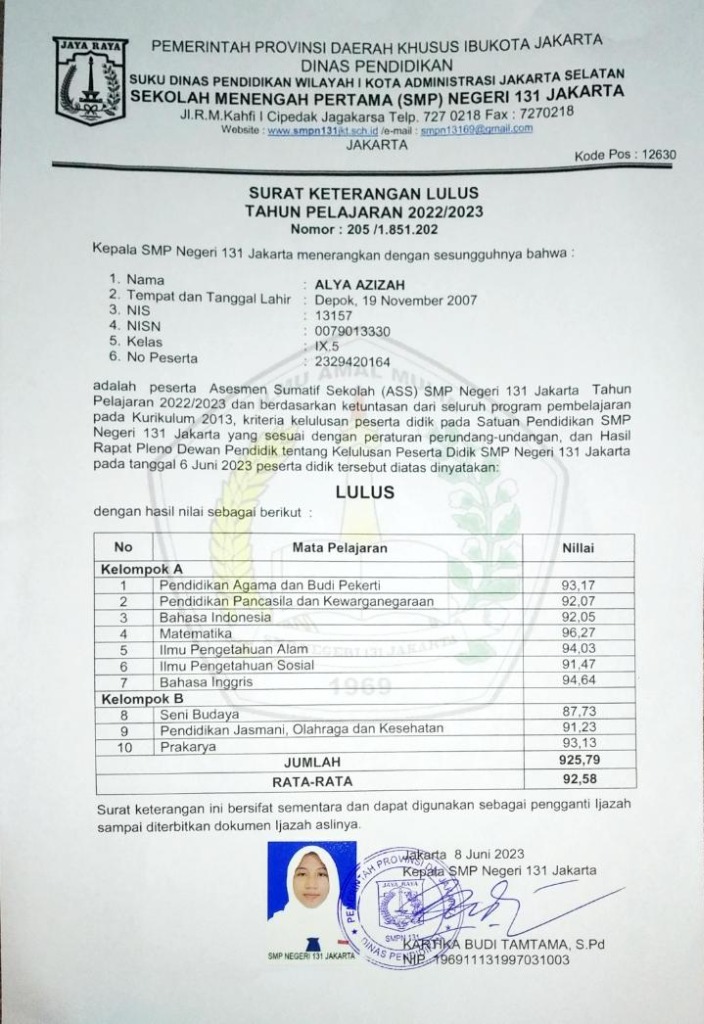 JAYA RAYA
PEMERINTAH PROVINSI DAERAH KHUSUS IBUKOTA JAKARTA
DINAS PENDIDIKAN
SUKU DINAS PENDIDIKAN WILAYAH I KOTA ADMINISTRASI JAKARTA SELATAN
SEKOLAH MENENGAH PERTAMA (SMP) NEGERI 131 JAKARTA
Jl.R.M.Kahfi I Cipedak Jagakarsa Telp. 727 0218 Fax : 7270218
Website : www.smpn131jkt.sch.id /e-mail : smpn13169@gmail.com
JAKARTA
Kode Pos : 12630
SURAT KETERANGAN LULUS
TAHUN PELAJARAN 2022/2023
Nomor : 205 /1.851.202
Kepala SMP Negeri 131 Jakarta menerangkan dengan sesungguhnya bahwa :
1. Nama : ALYA AZIZAH
2. Tempat dan Tanggal Lahir : Depok, 19 November 2007
3. NIS : 13157
4. NISN : 0079013330
5. Kelas : IX.5
6. No Peserta : 2329420164
adalah peserta Asesmen Sumatif Sekolah (ASS) SMP Negeri 131 Jakarta Tahun
Pelajaran 2022/2023 dan berdasarkan ketuntasan dari seluruh program pembelajaran
pada Kurikulum 2013, kriteria kelulusan peserta didik pada Satuan Pendidikan SMP
Negeri 131 Jakarta yang sesuai dengan peraturan perundang-undangan, dan Hasil
Rapat Pleno Dewan Pendidik tentang Kelulusan Peserta Didik SMP Negeri 131 Jakarta
pada tanggal 6 Juni 2023 peserta didik tersebut diatas dinyatakan:
LULUS
dengan hasil nilai sebagai berikut :
No Mata Pelajaran Nillai
Kelompok A
1 Pendidikan Agama dan Budi Pekerti 93,17
2 Pendidikan Pancasila dan Kewarganegaraan 92,07
3 Bahasa Indonesia 92,05
4 Matematika 96,27
5 Ilmu Pengetahuan Alam 94,03
6 Ilmu Pengetahuan Sosial 91,47
7 Bahasa Inggris 94,64
1969
Kelompok B
8 Seni Budaya 87,73
9 Pendidikan Jasmani, Olahraga dan Kesehatan 91,23
10 Prakarya 93,13
JUMLAH 925,79
RATA-RATA 92,58
Surat keterangan ini bersifat sementara dan dapat digunakan sebagai pengganti Ijazah
sampai diterbitkan dokumen Ijazah aslinya.
Jakarta 8 Juni 2023
Kepala SMP Negeri 131 Jakarta
JAYA RAYA
SMPN 131
DINAS PENDIDIKAN
SMP NEGERI 131 JAKARTA
KARTIKA BUDI TAMTAMA, S.Pd
NIP. 196911131997031003